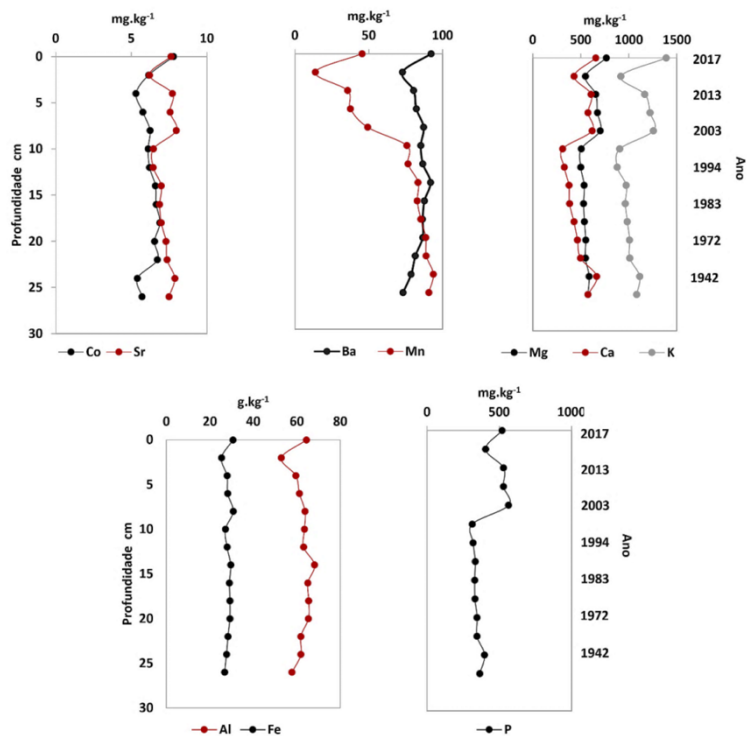 mg.kg-1
mg.kg-1
mg.kg-1
0 5 10
0 50 100
0 500 1000 1500
0
5
10
15
20
25
30
Profundidade cm
2017
2013
2003
1994
1983
1972
1942
Ano
Co Sr
Ba Mn
Mg Ca K
g.kg-1
mg.kg-1
0 20 40 60 80
0 500 1000
0
5
10
15
20
25
30
Profundidade cm
2017
2013
2003
1994
1983
1972
1942
Ano
Al Fe
P